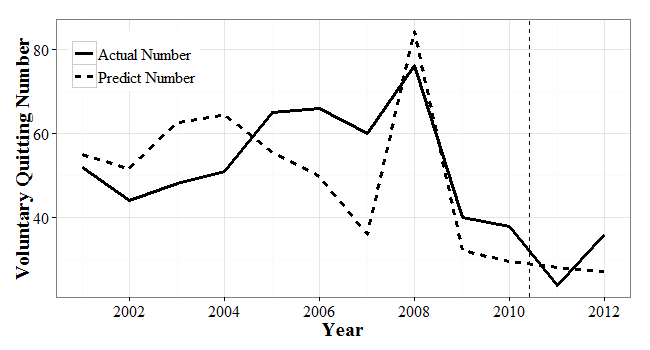 Voluntary Quitting Number
80
60
40
Actual Number
Predict Number
2002 2004 2006 2008 2010 2012
Year